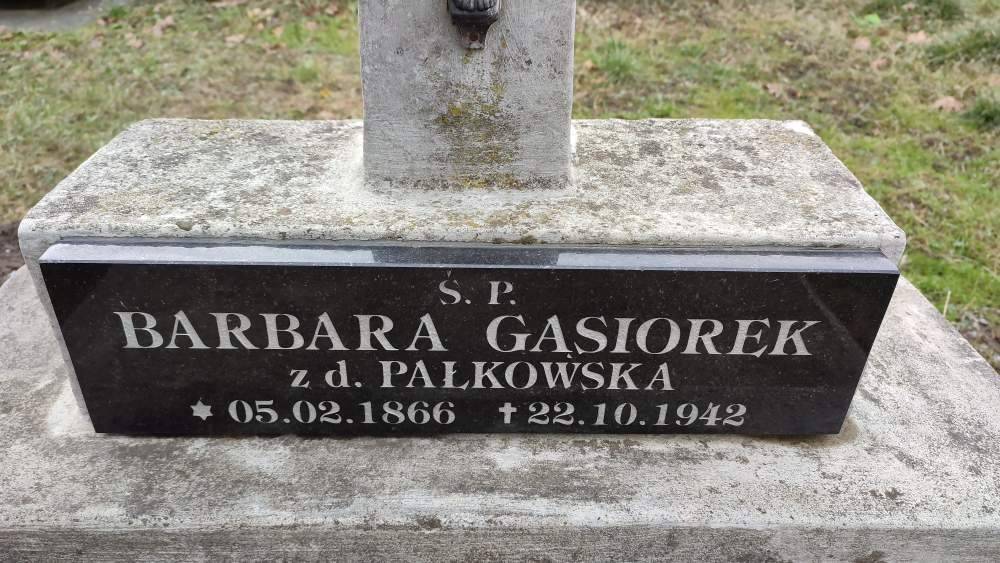 Ś. P.
BARBARA GĄSIOREK
z d. PAŁKOWSKA
✶ 05.02.1866 ✝ 22.10.1942